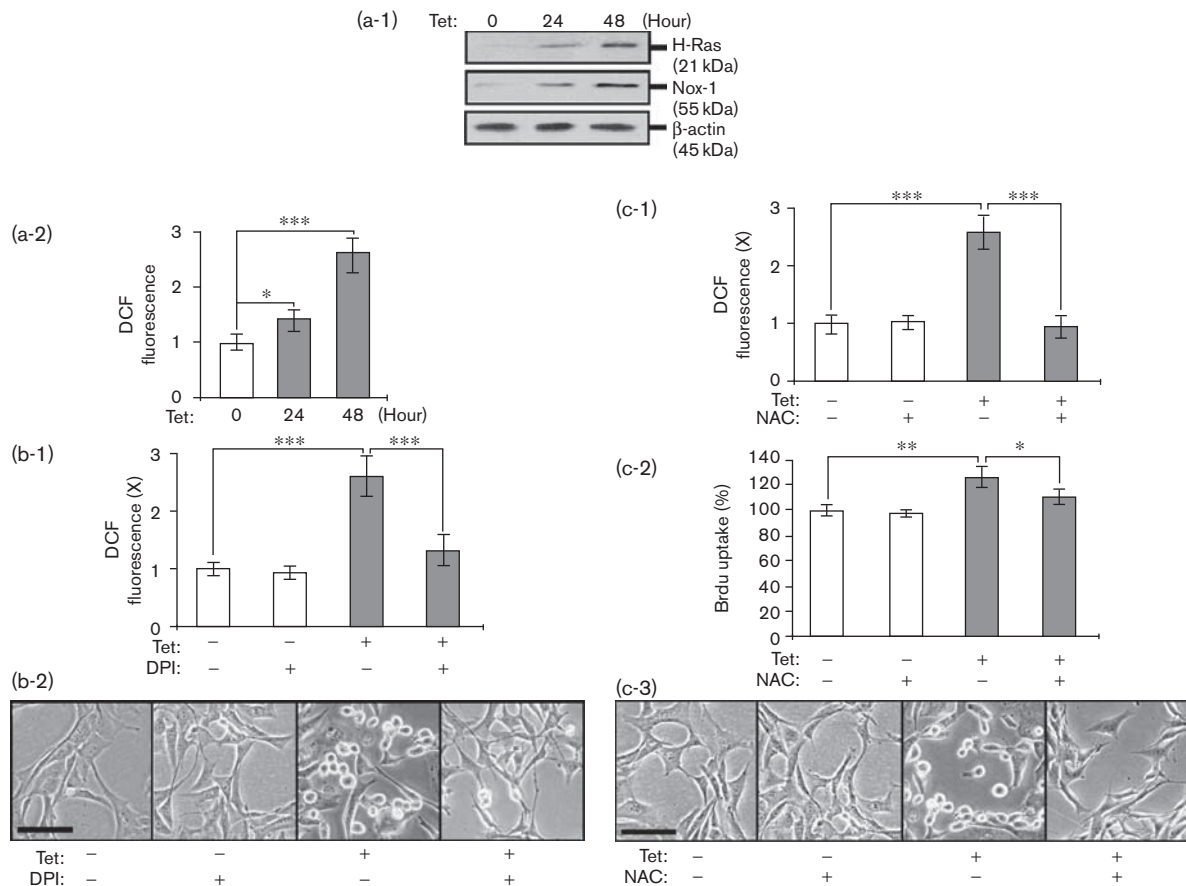 (a-1)
Tet: 0 24 48 (Hour)
H-Ras
(21 kDa)
Nox-1
(55 kDa)
β-actin
(45 kDa)
(a-2)
DCF
fluorescence
3
2
1
0
***
*
Tet: 0 24 48 (Hour)
(b-1)
DCF
fluorescence (X)
3
2
1
0
*** ***
Tet: – – + +
DPI: – + – +
(b-2)
Tet: – – + +
DPI: – + – +
(c-1)
DCF
fluorescence (X)
3
2
1
0
*** ***
Tet: – – + +
NAC: – + – +
(c-2)
Brdu uptake (%)
140
120
100
80
60
40
20
0
** *
Tet: – – + +
NAC: – + – +
(c-3)
Tet: – – + +
NAC: – + – +